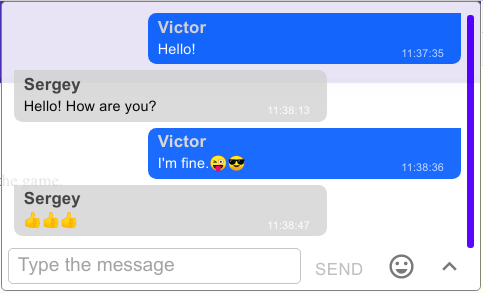 Victor
Hello!
11:37:35
Sergey
Hello! How are you?
11:38:13
Victor
I'm fine.😜😎
11:38:36
he game.
Sergey
👍👍👍
11:38:47
Type the message
SEND